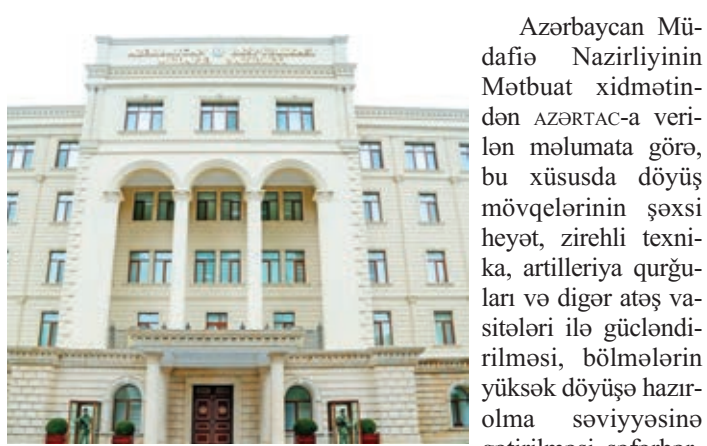 Azərbaycan Mü-
dafiə Nazirliyinin
Mətbuat xidmətin-
dən AZƏRTAC-a veri-
lən məlumata görə,
bu xüsusda döyüş
mövqelərinin şəxsi
heyət, zirehli texni-
ka, artilleriya qurğu-
ları və digər atəş va-
sitələri ilə gücləndi-
rilməsi, bölmələrin
yüksək döyüşə hazır-
olma səviyyəsinə